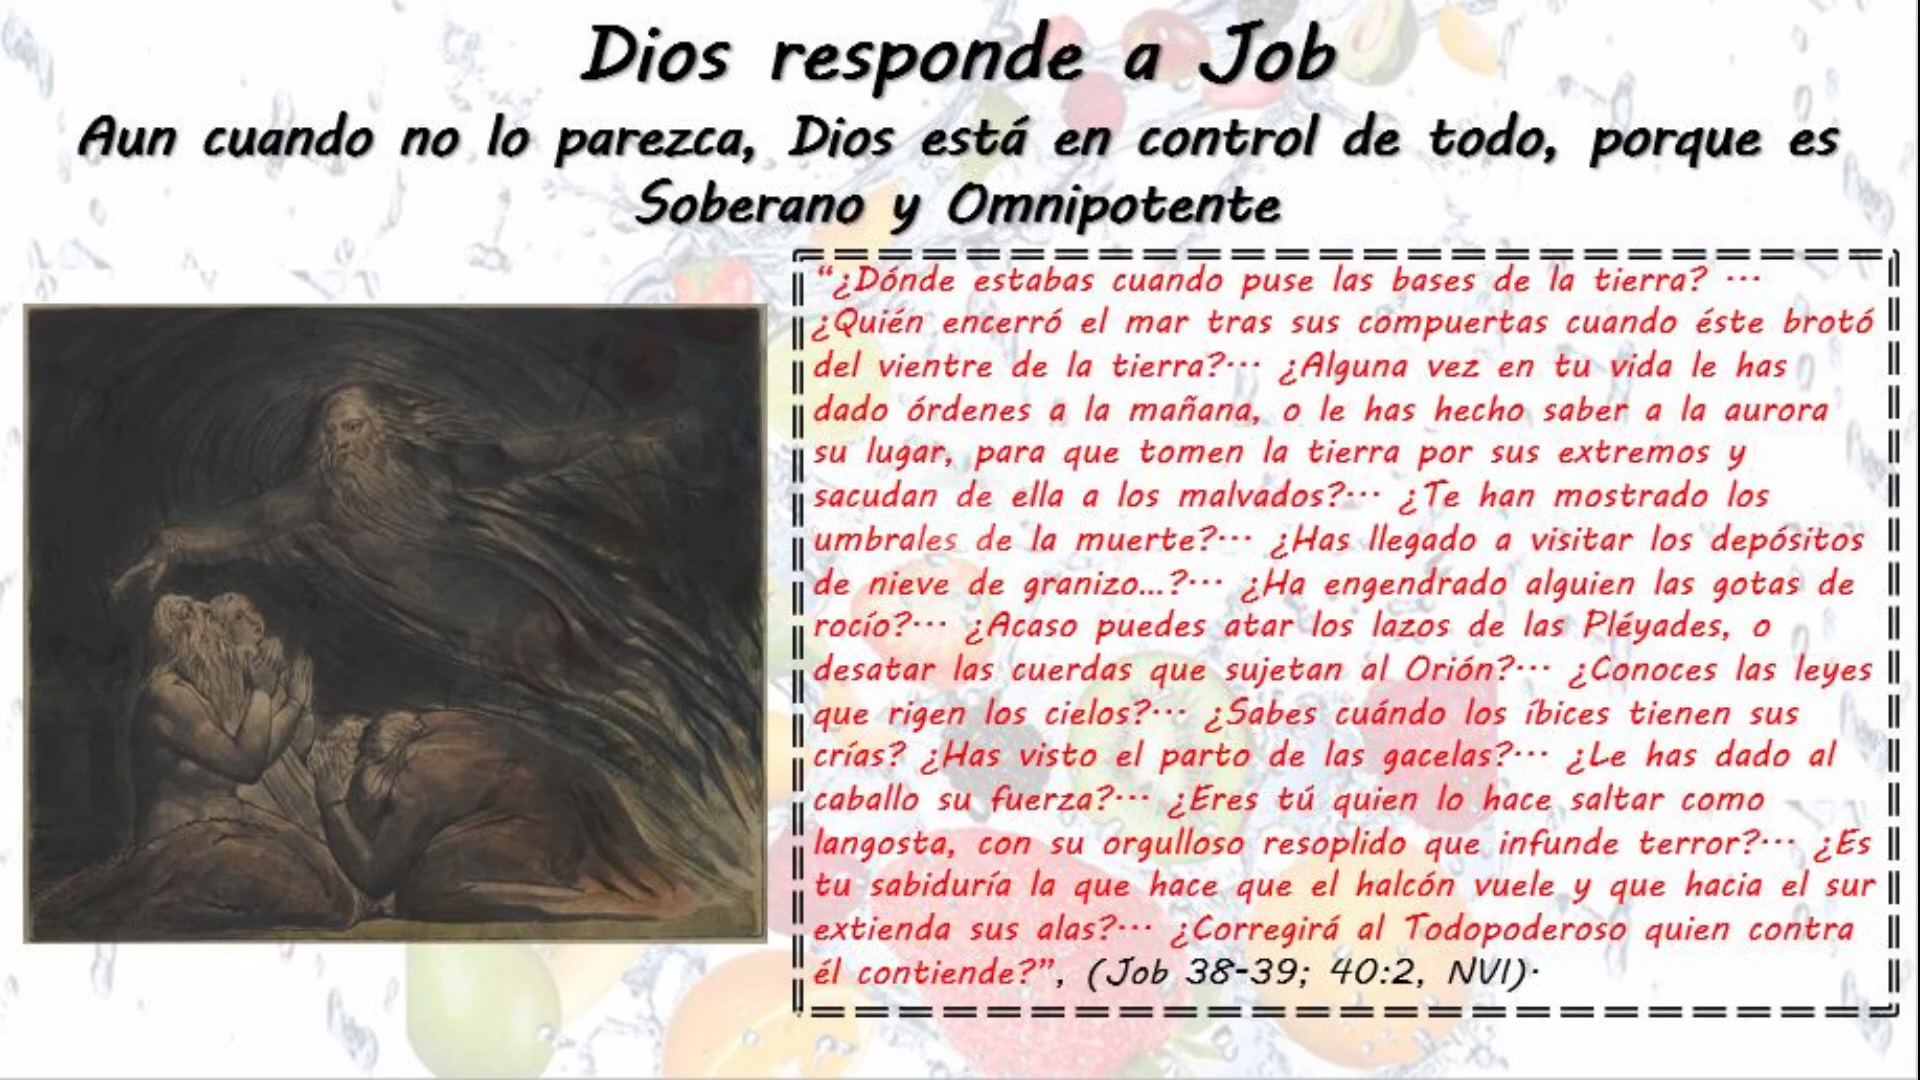 Dios responde a Job
Aun cuando no lo parezca, Dios está en control de todo, porque es
Soberano y Omnipotente
“¿Dónde estabas cuando puse las bases de la tierra? ...
¿Quién encerró el mar tras sus compuertas cuando éste brotó
del vientre de la tierra?... ¿Alguna vez en tu vida le has
dado órdenes a la mañana, o le has hecho saber a la aurora
su lugar, para que tomen la tierra por sus extremos y
sacudan de ella a los malvados?... ¿Te han mostrado los
umbrales de la muerte?... ¿Has llegado a visitar los depósitos
de nieve de granizo...?... ¿Ha engendrado alguien las gotas de
rocío?... ¿Acaso puedes atar los lazos de las Pléyades, o
desatar las cuerdas que sujetan al Orión?... ¿Conoces las leyes
que rigen los cielos?... ¿Sabes cuándo los íbices tienen sus
crías? ¿Has visto el parto de las gacelas?... ¿Le has dado al
caballo su fuerza?... ¿Eres tú quien lo hace saltar como
langosta, con su orgulloso resoplido que infunde terror?... ¿Es
tu sabiduría la que hace que el halcón vuele y que hacia el sur
extienda sus alas?... ¿Corregirá al Todopoderoso quien contra
él contiende?”, (Job 38-39; 40:2, NVI).